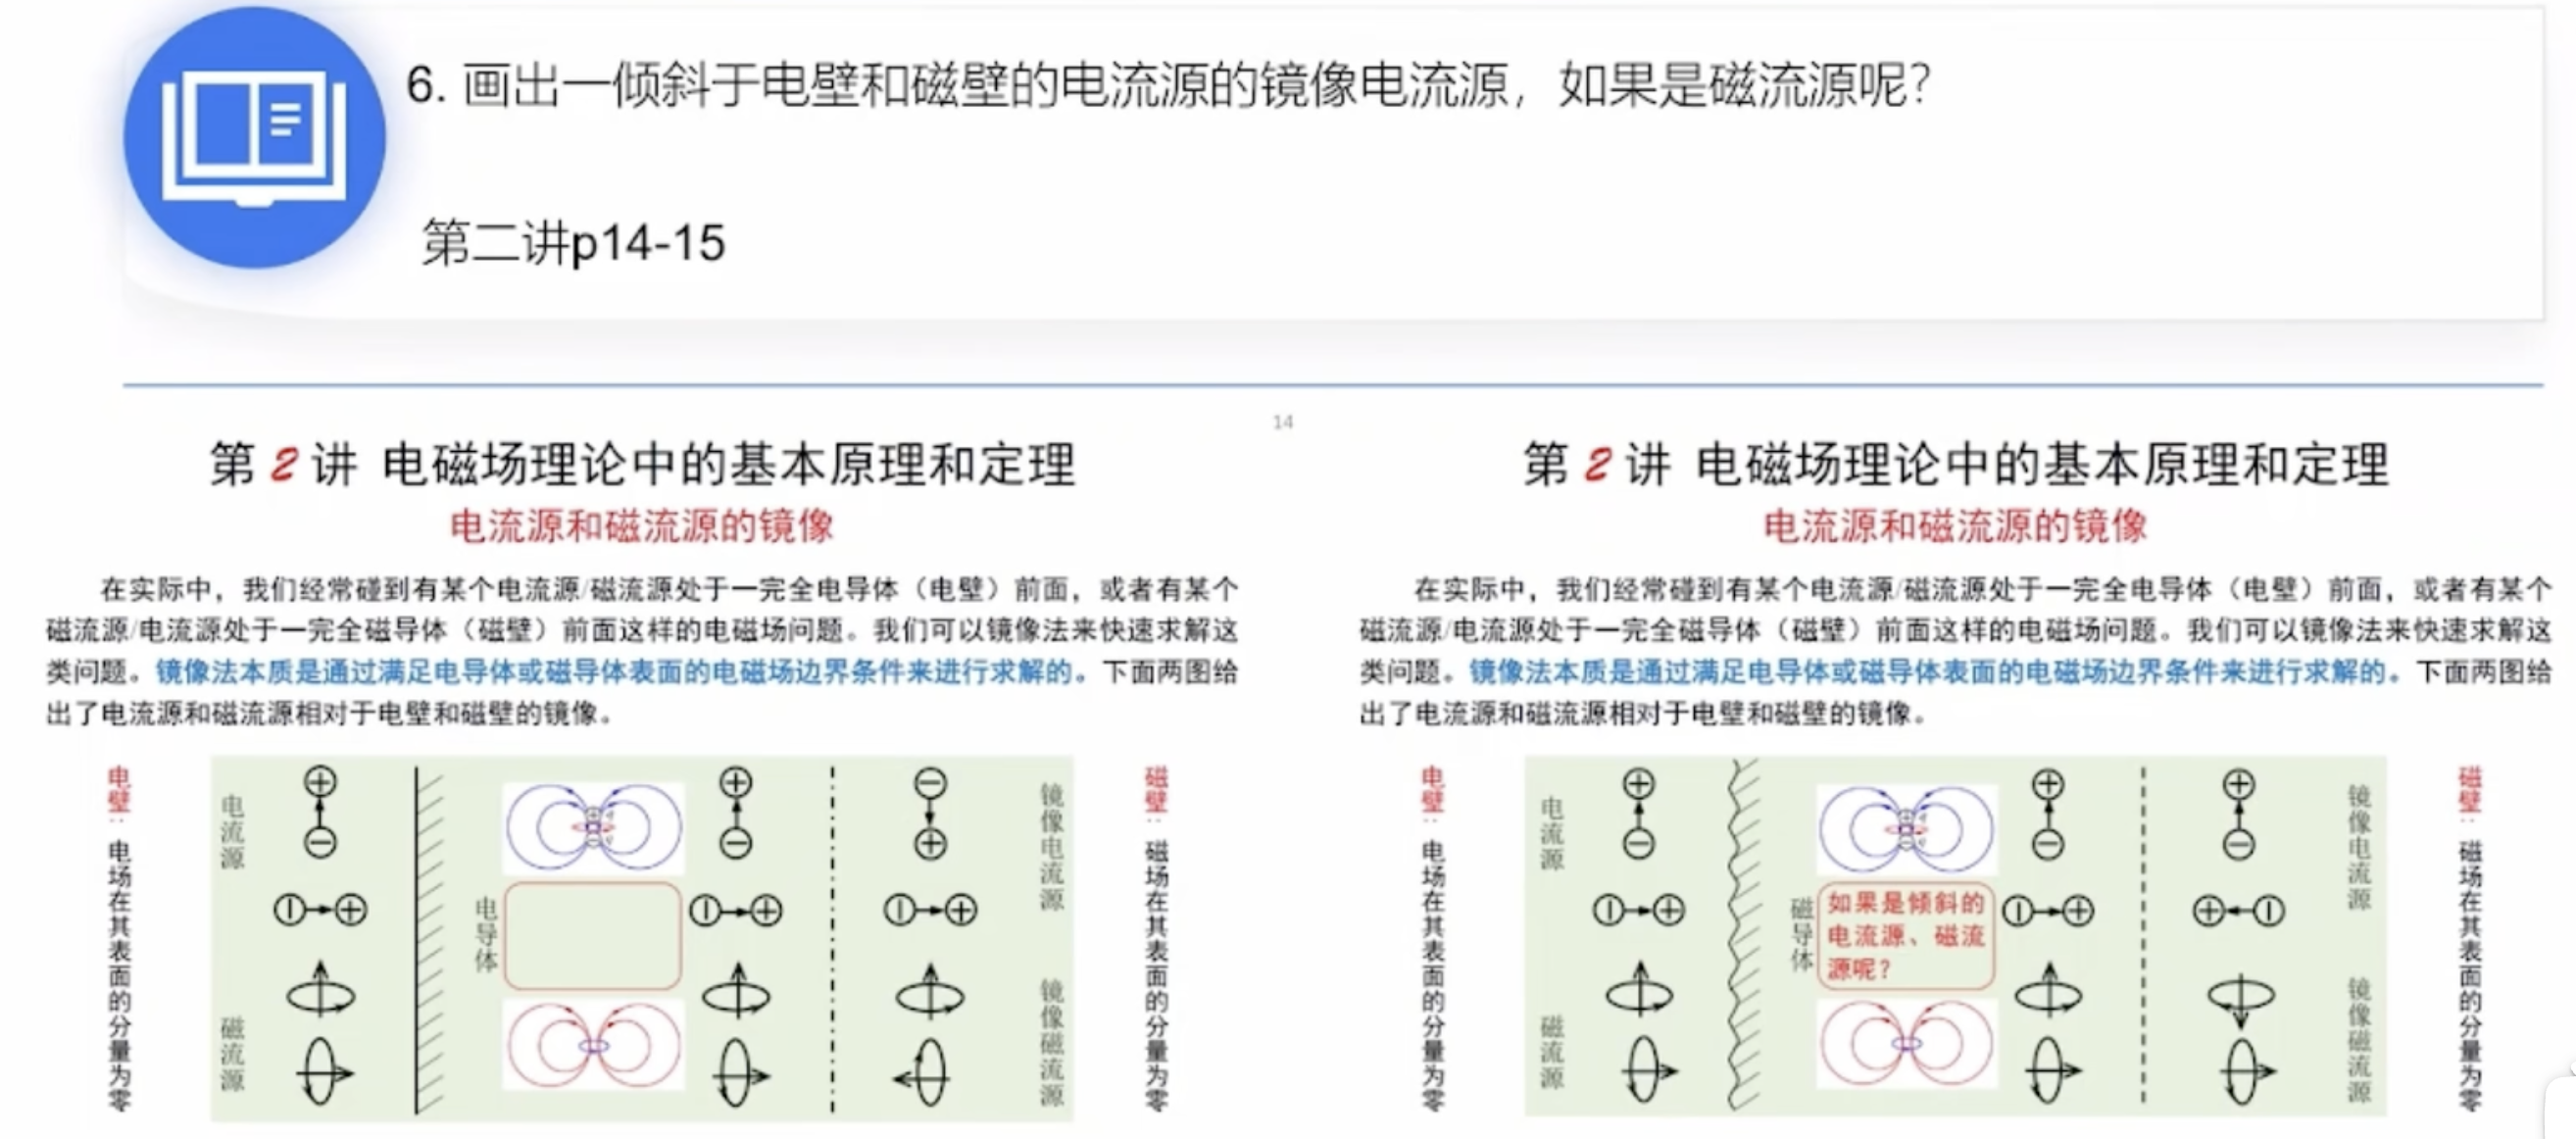 6. 画出一倾斜于电壁和磁壁的电流源的镜像电流源，如果是磁流源呢？
第二讲p14-15
14
第 2 讲 电磁场理论中的基本原理和定理
电流源和磁流源的镜像
在实际中，我们经常碰到有某个电流源/磁流源处于一完全电导体（电壁）前面，或者有某个
磁流源/电流源处于一完全磁导体（磁壁）前面这样的电磁场问题。我们可以镜像法来快速求解这
类问题。镜像法本质是通过满足电导体或磁导体表面的电磁场边界条件来进行求解的。下面两图给
出了电流源和磁流源相对于电壁和磁壁的镜像。
电壁：电场在其表面的分量为零
电流源
磁流源
电导体
镜像电流源
镜像磁流源
磁壁：磁场在其表面的分量为零
第 2 讲 电磁场理论中的基本原理和定理
电流源和磁流源的镜像
在实际中，我们经常碰到有某个电流源/磁流源处于一完全电导体（电壁）前面，或者有某个
磁流源/电流源处于一完全磁导体（磁壁）前面这样的电磁场问题。我们可以镜像法来快速求解这
类问题。镜像法本质是通过满足电导体或磁导体表面的电磁场边界条件来进行求解的。下面两图给
出了电流源和磁流源相对于电壁和磁壁的镜像。
电壁：电场在其表面的分量为零
电流源
磁流源
磁导体
如果是倾斜的
电流源、磁流
源呢？
镜像电流源
镜像磁流源
磁壁：磁场在其表面的分量为零